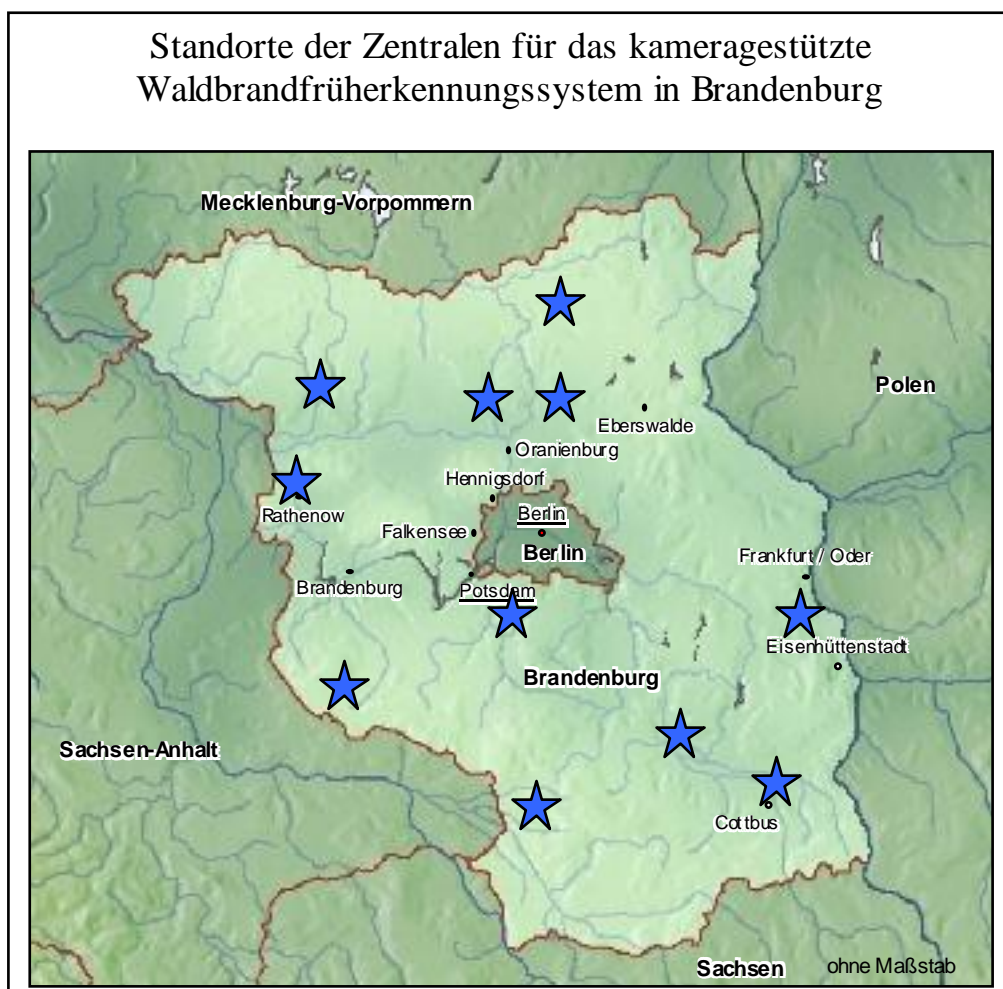 Standorte der Zentralen für das kameragestützte
Waldbrandfrüherkennungssystem in Brandenburg
Mecklenburg-Vorpommern
Polen
Eberswalde
Oranienburg
Hennigsdorf
Rathenow
Berlin
Falkensee
Berlin
Frankfurt / Oder
Brandenburg
Potsdam
Eisenhüttenstadt
Brandenburg
Sachsen-Anhalt
Cottbus
Sachsen
ohne Maßstab